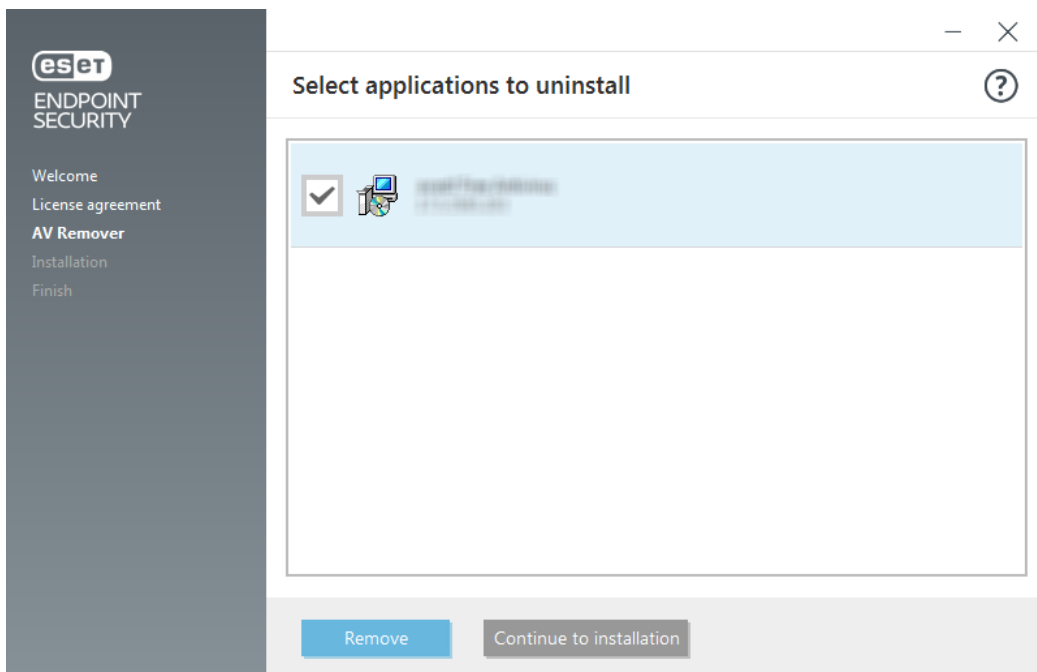 eset
ENDPOINT
SECURITY
Welcome
License agreement
AV Remover
Installation
Finish
Select applications to uninstall
?
Remove
Continue to installation